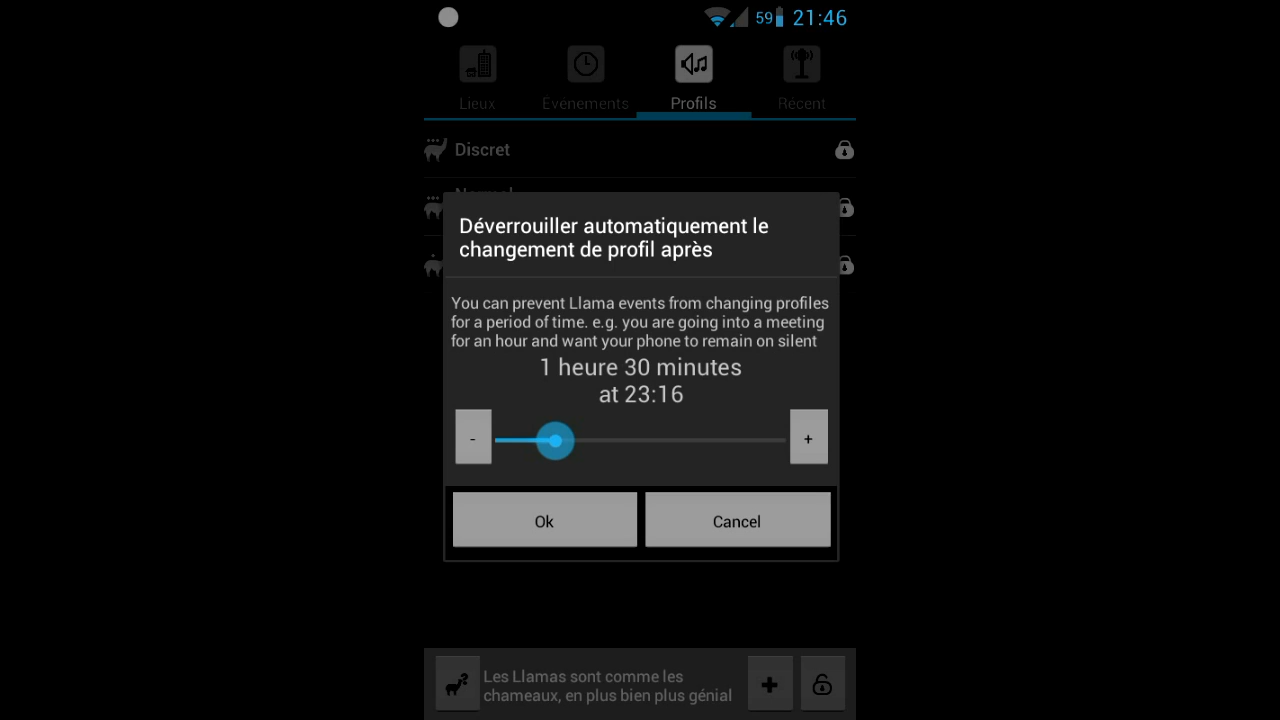 59 21:46
Lieux Événements Profils Récent
Discret
Normal
Déverrouiller automatiquement le
changement de profil après
You can prevent Llama events from changing profiles
for a period of time. e.g. you are going into a meeting
for an hour and want your phone to remain on silent
1 heure 30 minutes
at 23:16
- +
Ok Cancel
Les Llamas sont comme les
chameaux, en plus bien plus génial